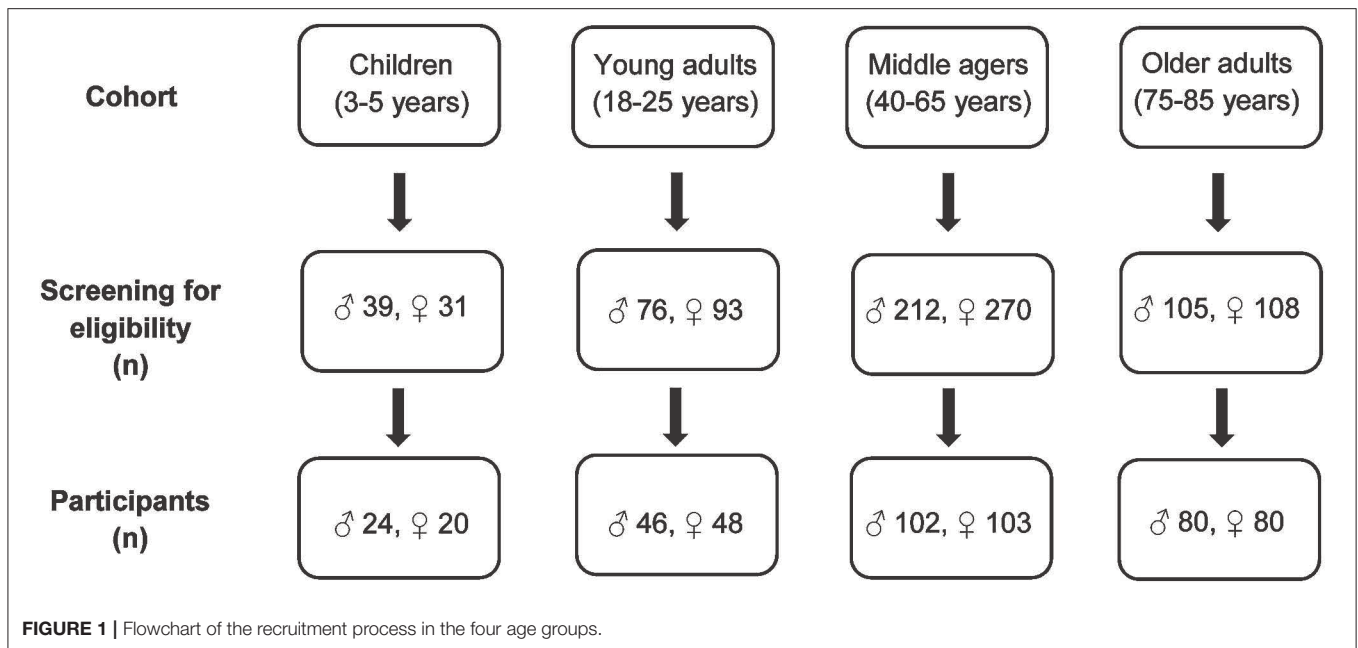 Cohort
Children
(3-5 years)
Young adults
(18-25 years)
Middle agers
(40-65 years)
Older adults
(75-85 years)
Screening for
eligibility
(n)
♂ 39, ♀ 31
♂ 76, ♀ 93
♂ 212, ♀ 270
♂ 105, ♀ 108
Participants
(n)
♂ 24, ♀ 20
♂ 46, ♀ 48
♂ 102, ♀ 103
♂ 80, ♀ 80
FIGURE 1 | Flowchart of the recruitment process in the four age groups.